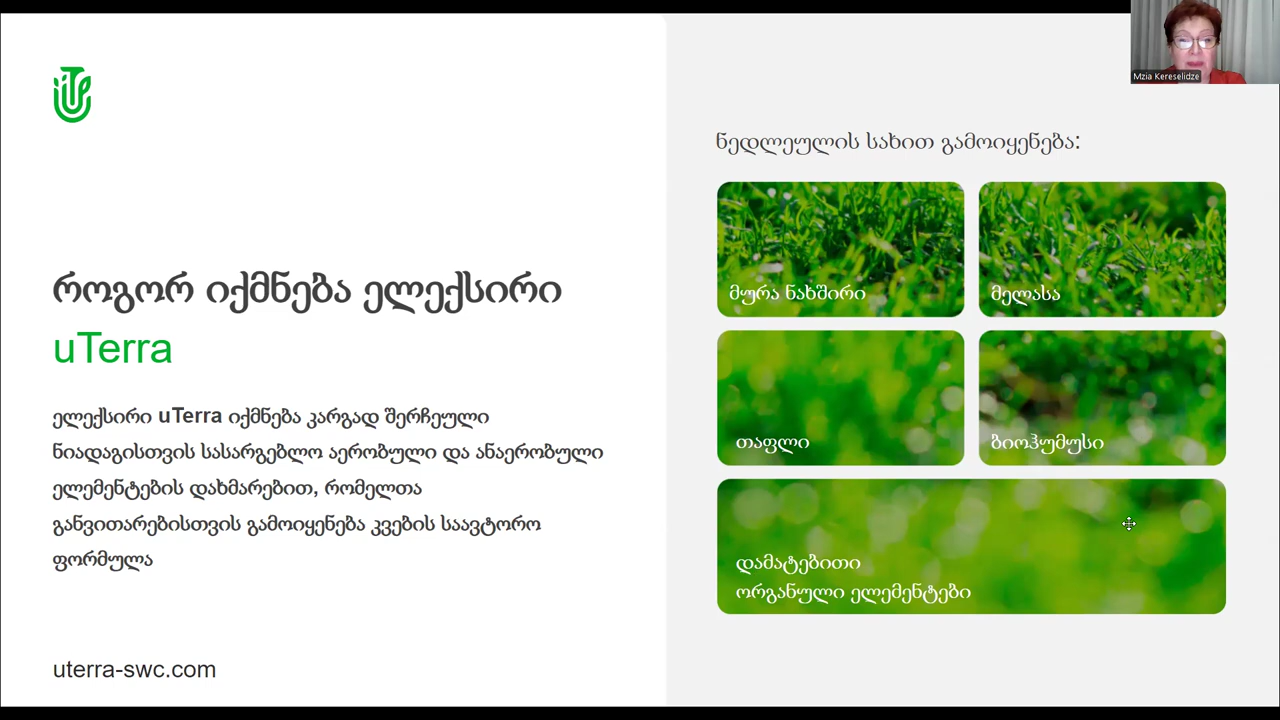 Mzia Kereselidze
როგორ იქმნება ელექსირი
uTerra
ელექსირი uTerra იქმნება კარგად შერჩეული
ნიადაგისთვის სასარგებლო აერობული და ანაერობული
ელემენტების დახმარებით, რომელთა
განვითარებისთვის გამოიყენება კვების საავტორო
ფორმულა
uterra-swc.com
ნედლეულის სახით გამოიყენება:
მურა ნახშირი
მელასა
თაფლი
ბიოჰუმუსი
დამატებითი
ორგანული ელემენტები